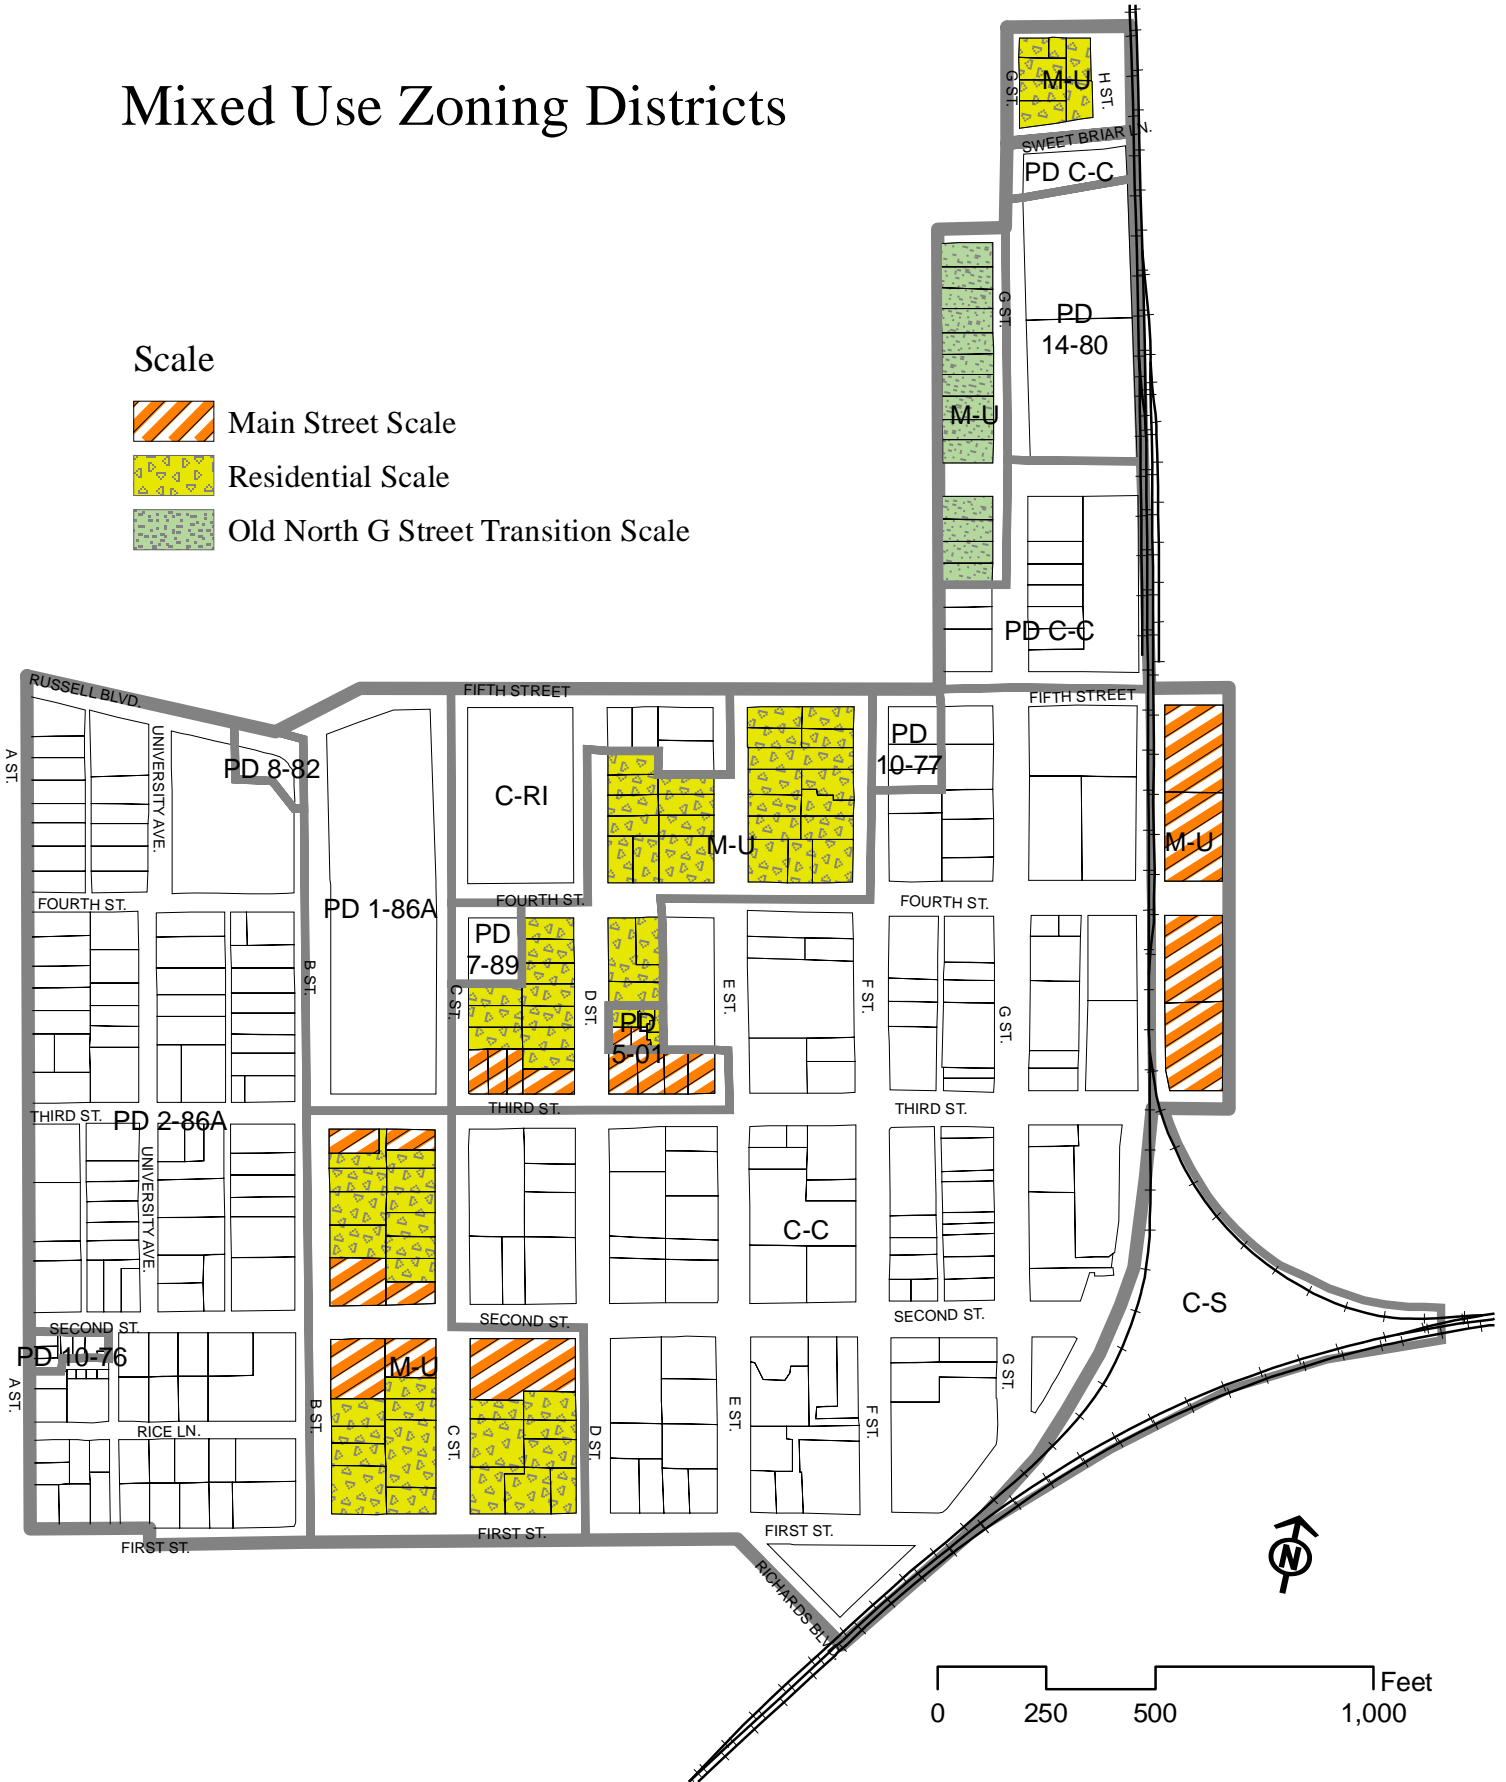 Mixed Use Zoning Districts
Scale
Main Street Scale
Residential Scale
Old North G Street Transition Scale
G ST.
M-U
H ST.
SWEET BRIAR LN.
PD C-C
G ST.
PD
14-80
M-U
PD C-C
RUSSELL BLVD.
FIFTH STREET
FIFTH STREET
A ST.
UNIVERSITY AVE.
PD 8-82
C-RI
PD
10-77
M-U
M-U
FOURTH ST.
PD 1-86A
FOURTH ST.
FOURTH ST.
PD
7-89
B ST.
C ST.
D ST.
E ST.
F ST.
G ST.
PD
5-01
THIRD ST.
PD 2-86A
THIRD ST.
THIRD ST.
UNIVERSITY AVE.
C-C
C-S
SECOND ST.
SECOND ST.
SECOND ST.
PD 10-76
M-U
A ST.
B ST.
C ST.
D ST.
E ST.
F ST.
G ST.
RICE LN.
FIRST ST.
FIRST ST.
FIRST ST.
RICHARDS BLVD.
N
Feet
0
250
500
1,000